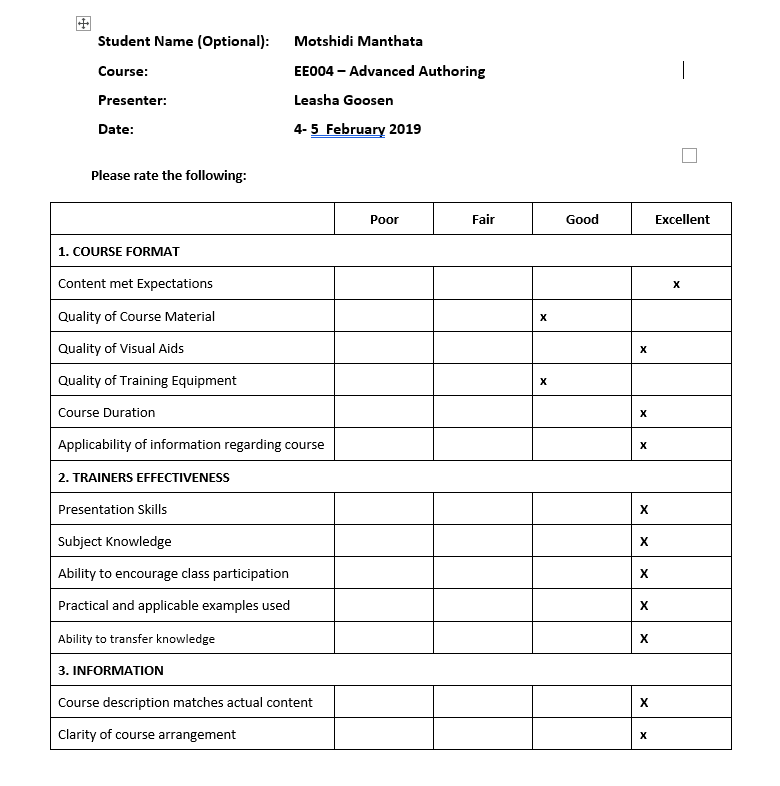 Student Name (Optional): Motshidi Manthata
Course: EE004 – Advanced Authoring
Presenter: Leasha Goosen
Date: 4- 5 February 2019
Please rate the following:
Poor Fair Good Excellent
1. COURSE FORMAT
Content met Expectations x
Quality of Course Material x
Quality of Visual Aids x
Quality of Training Equipment x
Course Duration x
Applicability of information regarding course x
2. TRAINERS EFFECTIVENESS
Presentation Skills X
Subject Knowledge X
Ability to encourage class participation X
Practical and applicable examples used X
Ability to transfer knowledge X
3. INFORMATION
Course description matches actual content X
Clarity of course arrangement x